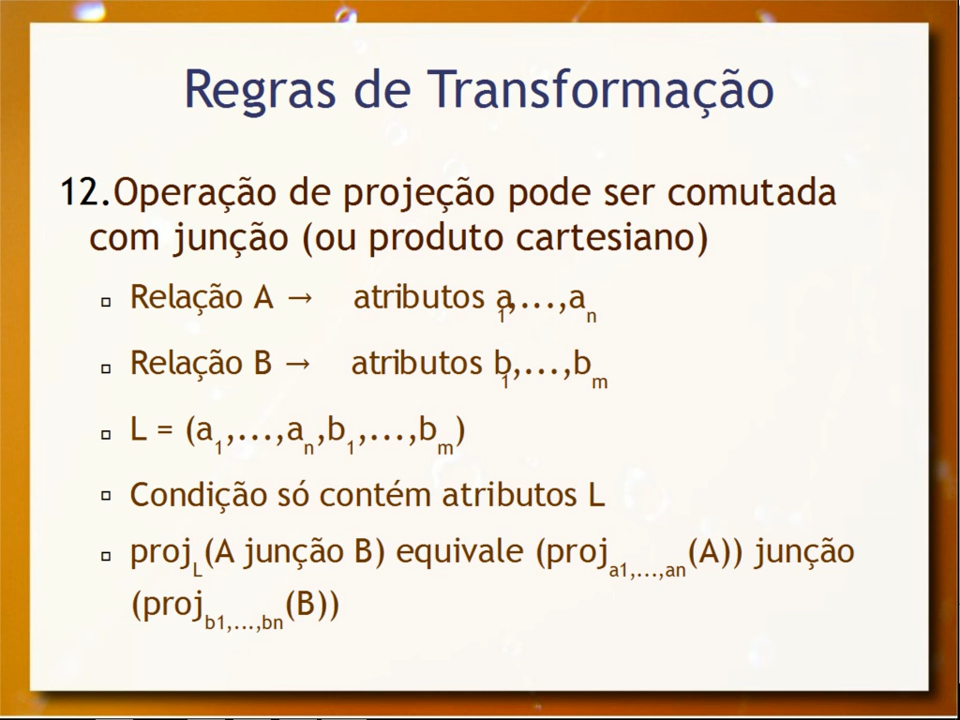 Regras de Transformação
12.Operação de projeção pode ser comutada
com junção (ou produto cartesiano)
Relação A → atributos a1,...,an
Relação B → atributos b1,...,bm
L = (a1,...,an,b1,...,bm)
Condição só contém atributos L
projL(A junção B) equivale (proja1,...,an(A)) junção
(projb1,...,bn(B))